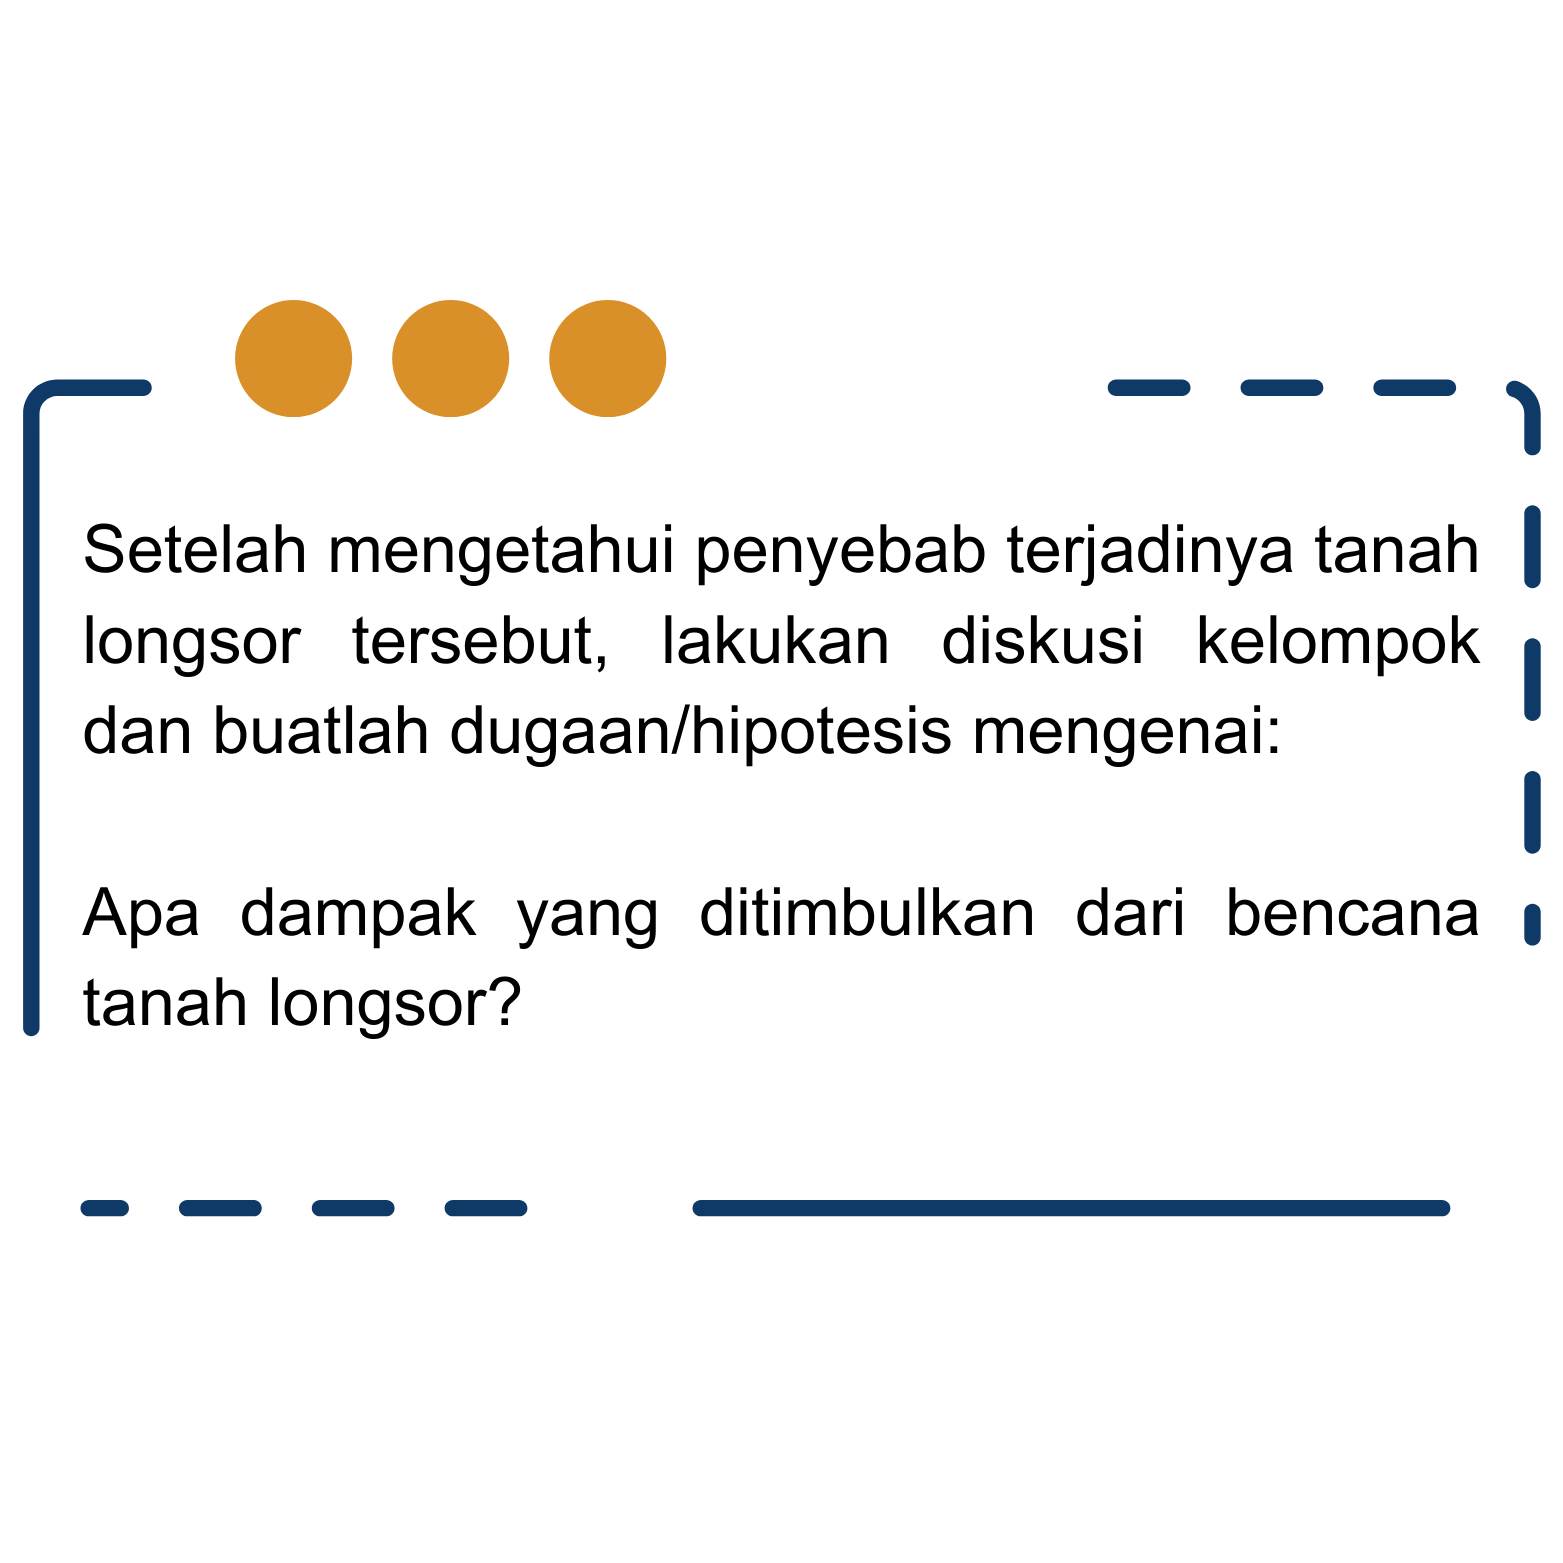 Setelah mengetahui penyebab terjadinya tanah
longsor tersebut, lakukan diskusi kelompok
dan buatlah dugaan/hipotesis mengenai:
Apa dampak yang ditimbulkan dari bencana
tanah longsor?